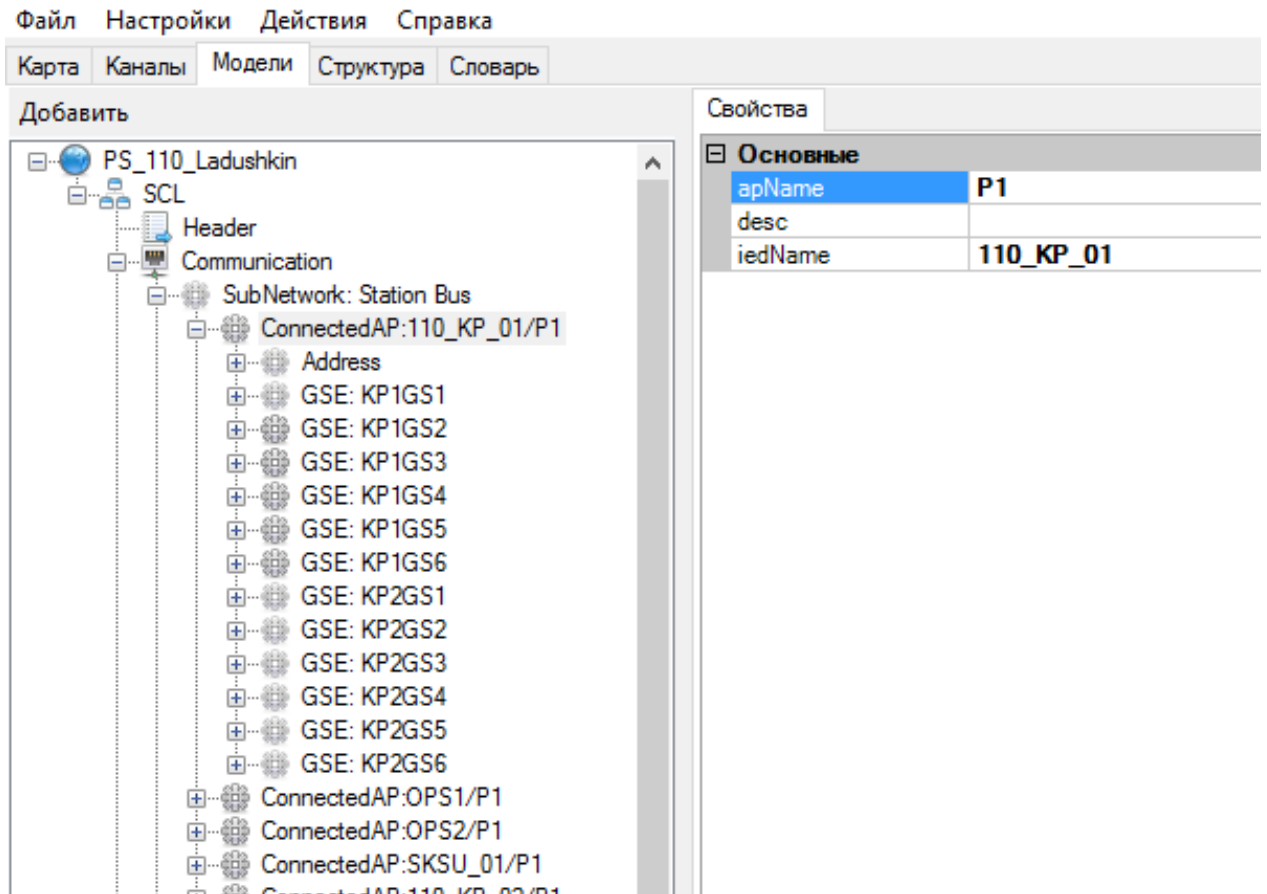 Файл Настройки Действия Справка
Карта Каналы Модели Структура Словарь
Добавить
PS_110_Ladushkin
SCL
Header
Communication
SubNetwork: Station Bus
ConnectedAP:110_KP_01/P1
Address
GSE: KP1GS1
GSE: KP1GS2
GSE: KP1GS3
GSE: KP1GS4
GSE: KP1GS5
GSE: KP1GS6
GSE: KP2GS1
GSE: KP2GS2
GSE: KP2GS3
GSE: KP2GS4
GSE: KP2GS5
GSE: KP2GS6
ConnectedAP:OPS1/P1
ConnectedAP:OPS2/P1
ConnectedAP:SKSU_01/P1
ConnectedAP:110_KP_02/P1
Свойства
Основные
apName P1
desc
iedName 110_KP_01